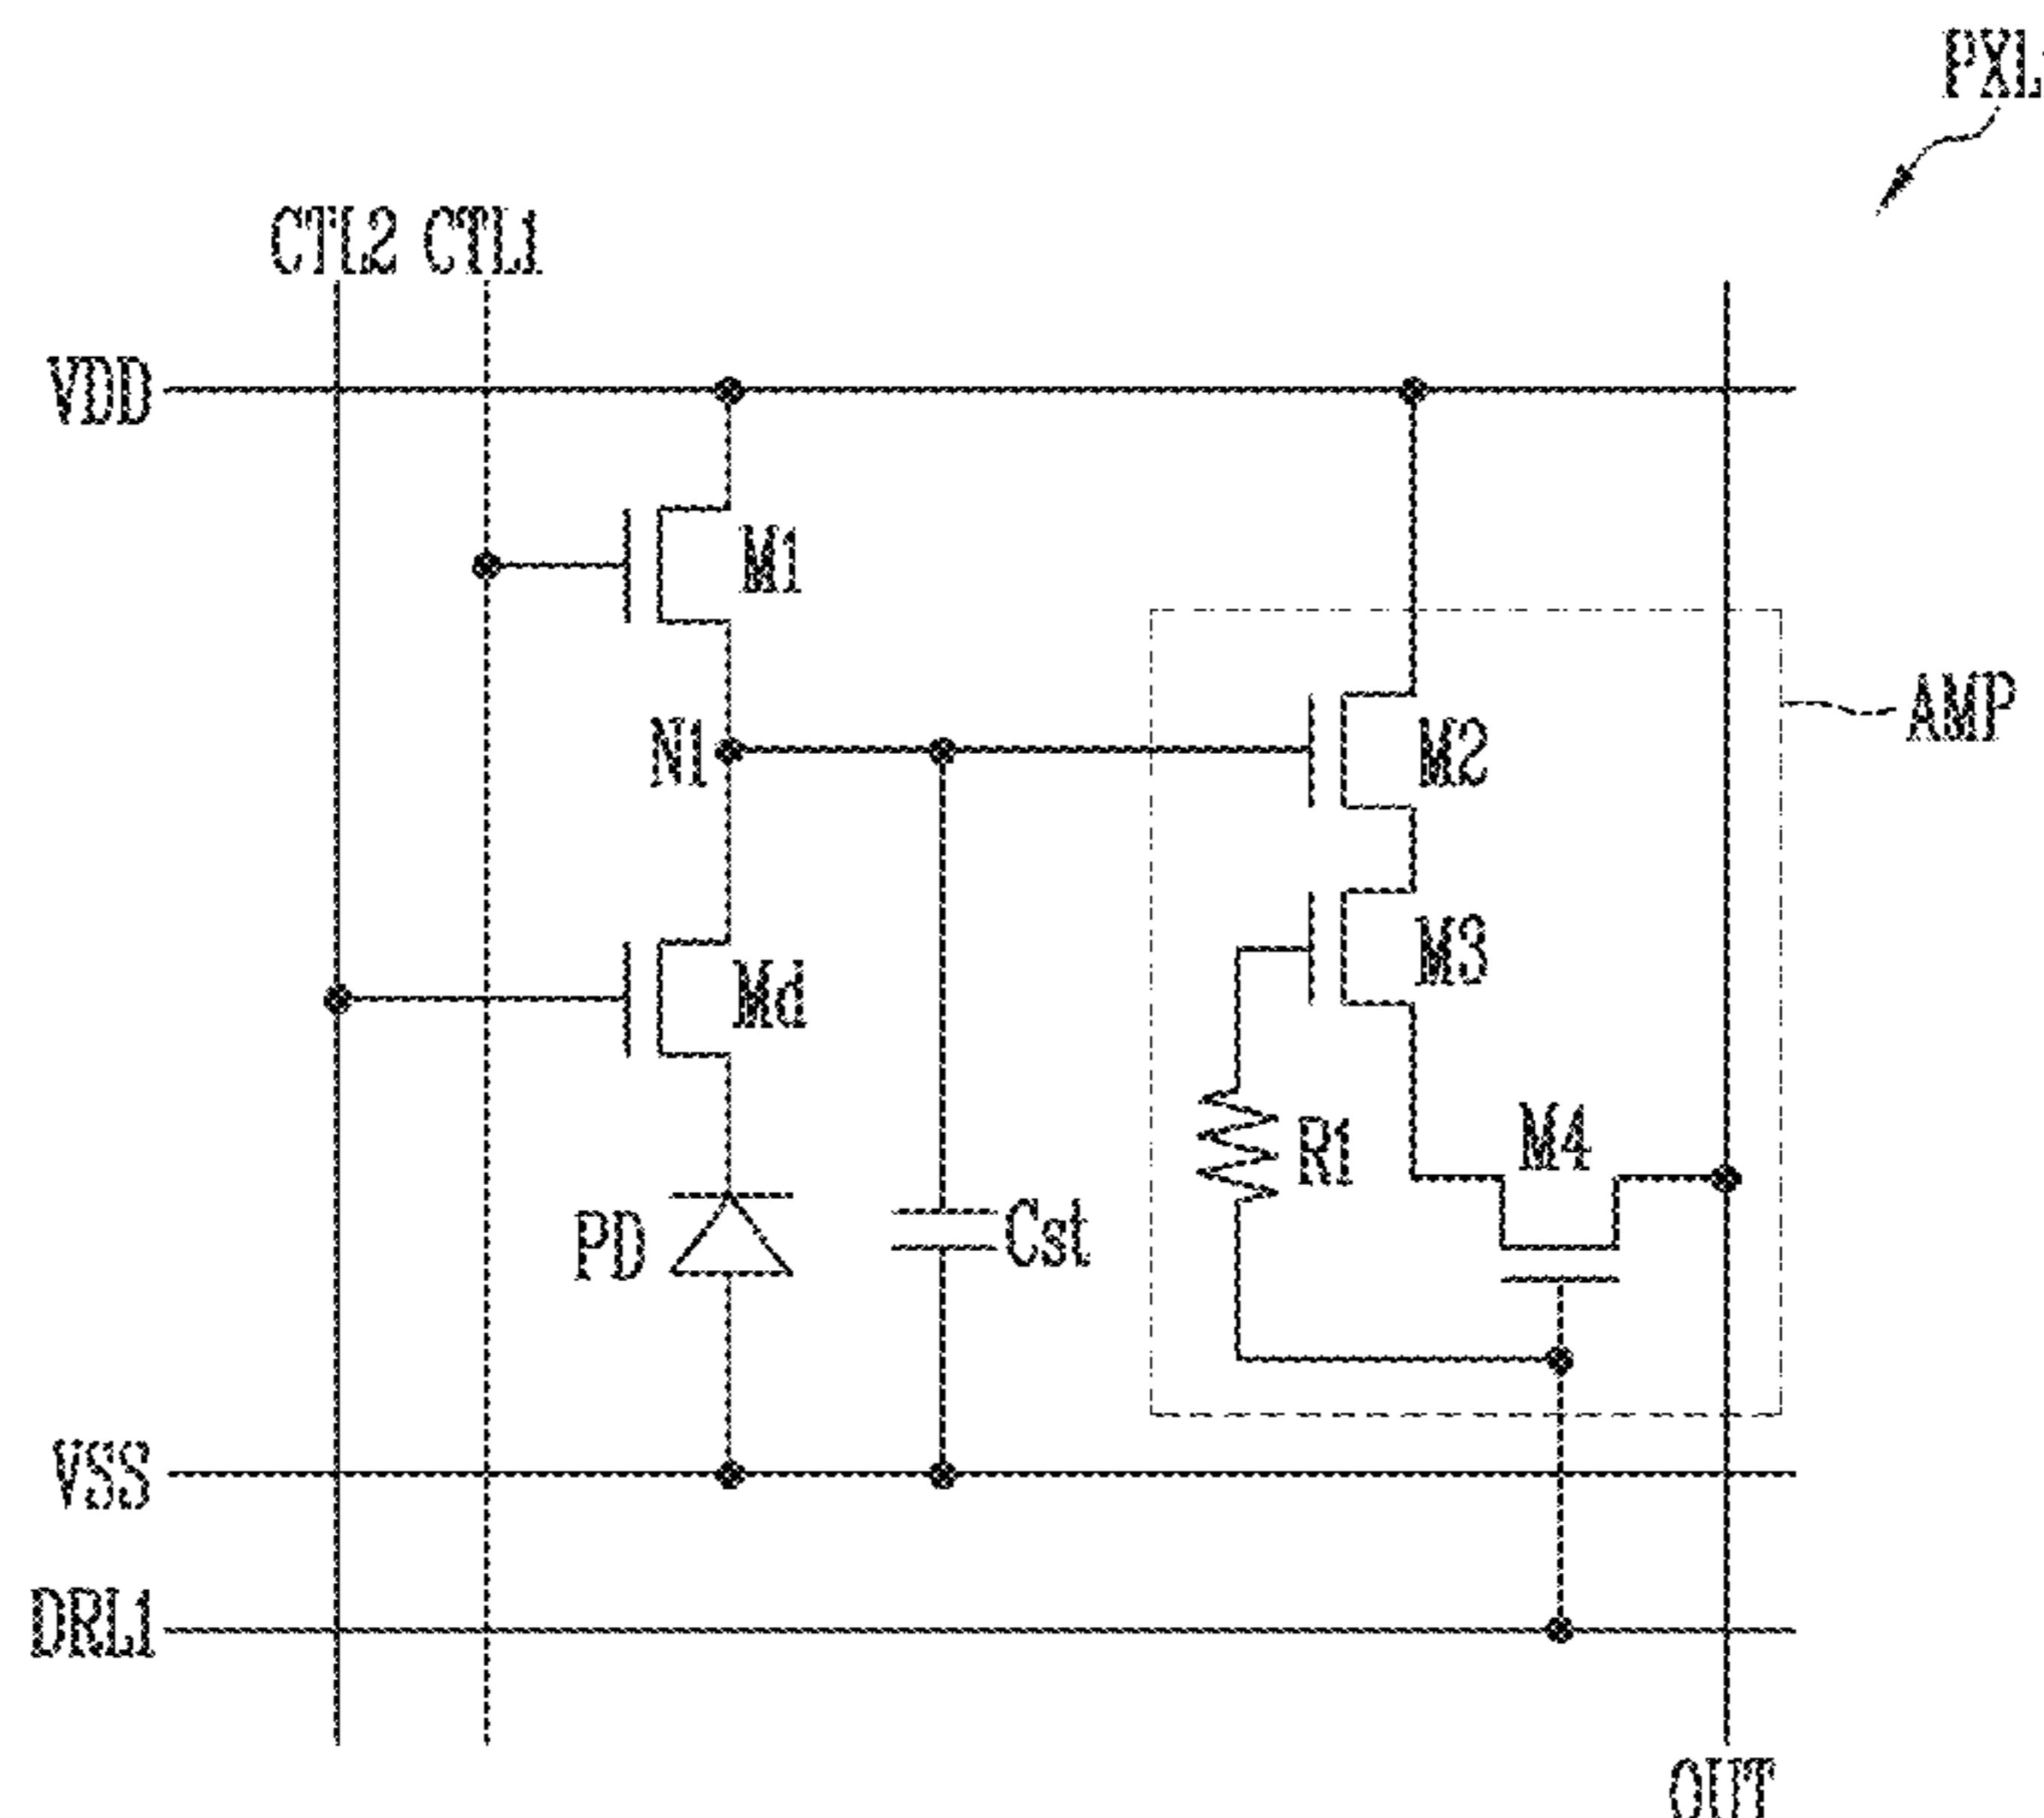 PXL
CTL2 CTL1
VDD
M1
AMP
N1
M2
M3
Md
M4
R1
PD
Cst
VSS
DRL1
OUT